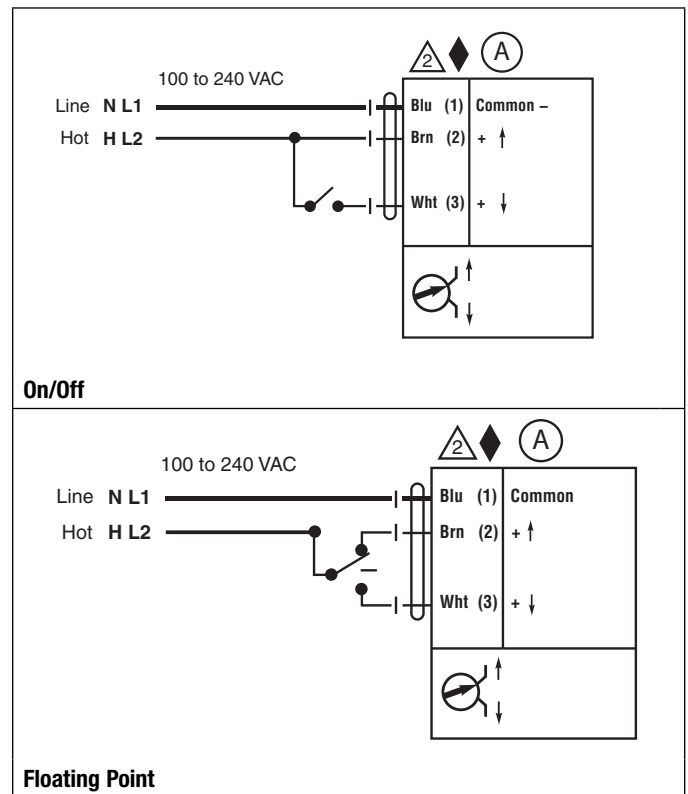 2 A
100 to 240 VAC
Line N L1 Blu (1) Common –
Hot H L2 Brn (2) + ↑
Wht (3) + ↓
On/Off
2 A
100 to 240 VAC
Line N L1 Blu (1) Common
Hot H L2 Brn (2) + ↑
Wht (3) + ↓
Floating Point